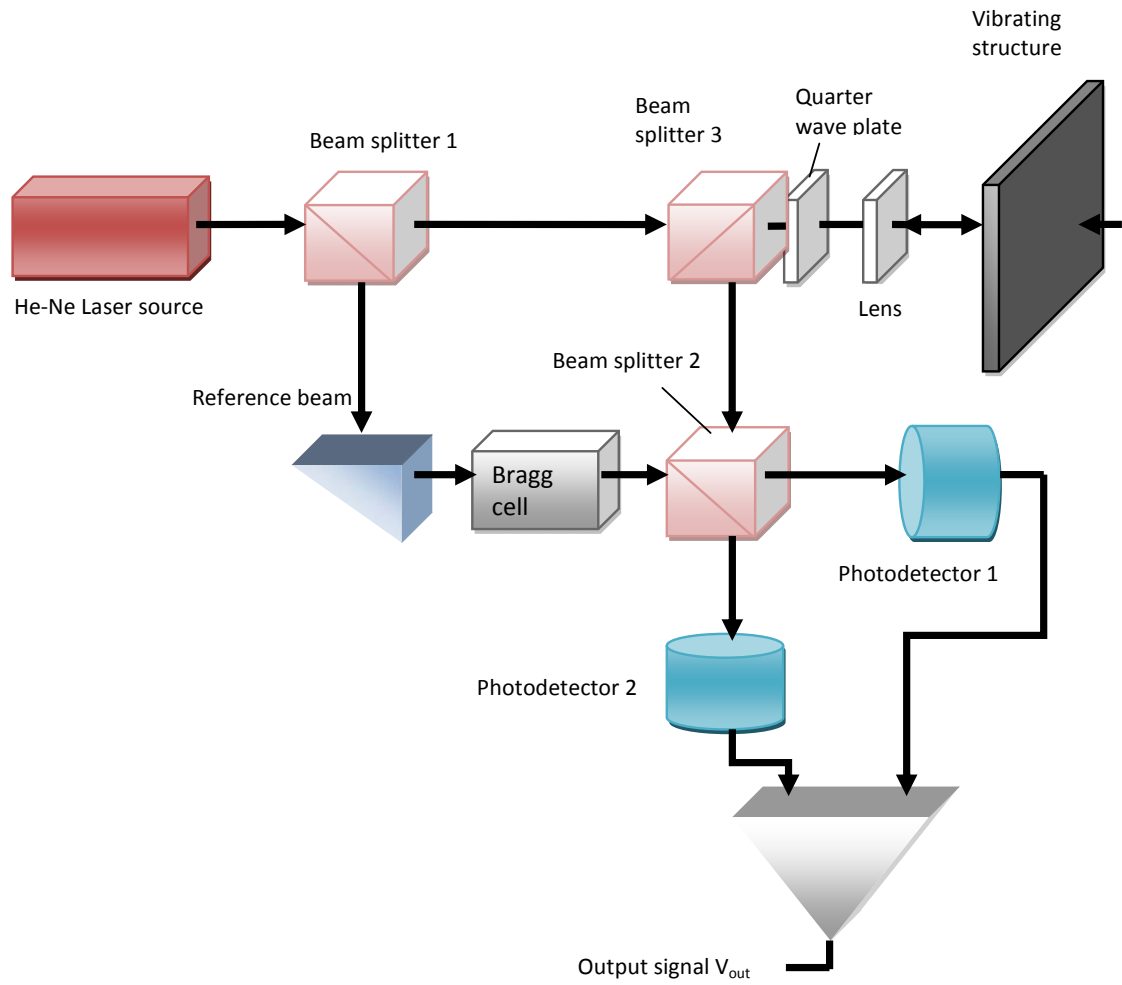 Vibrating
structure
Quarter
wave plate
Beam
splitter 3
Beam splitter 1
He-Ne Laser source
Lens
Beam splitter 2
Reference beam
Bragg
cell
Photodetector 1
Photodetector 2
Output signal Vout